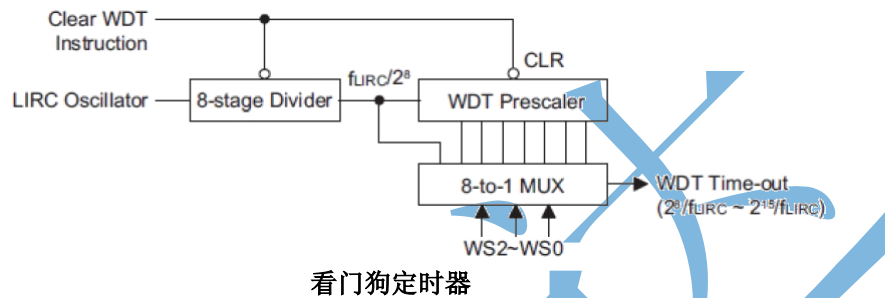 Clear WDT
Instruction
CLR
LIRC Oscillator
8-stage Divider
fLIRC/2⁸
WDT Prescaler
8-to-1 MUX
WDT Time-out
(2⁸/fLIRC ~ 2¹⁵/fLIRC)
WS2~WS0
看门狗定时器